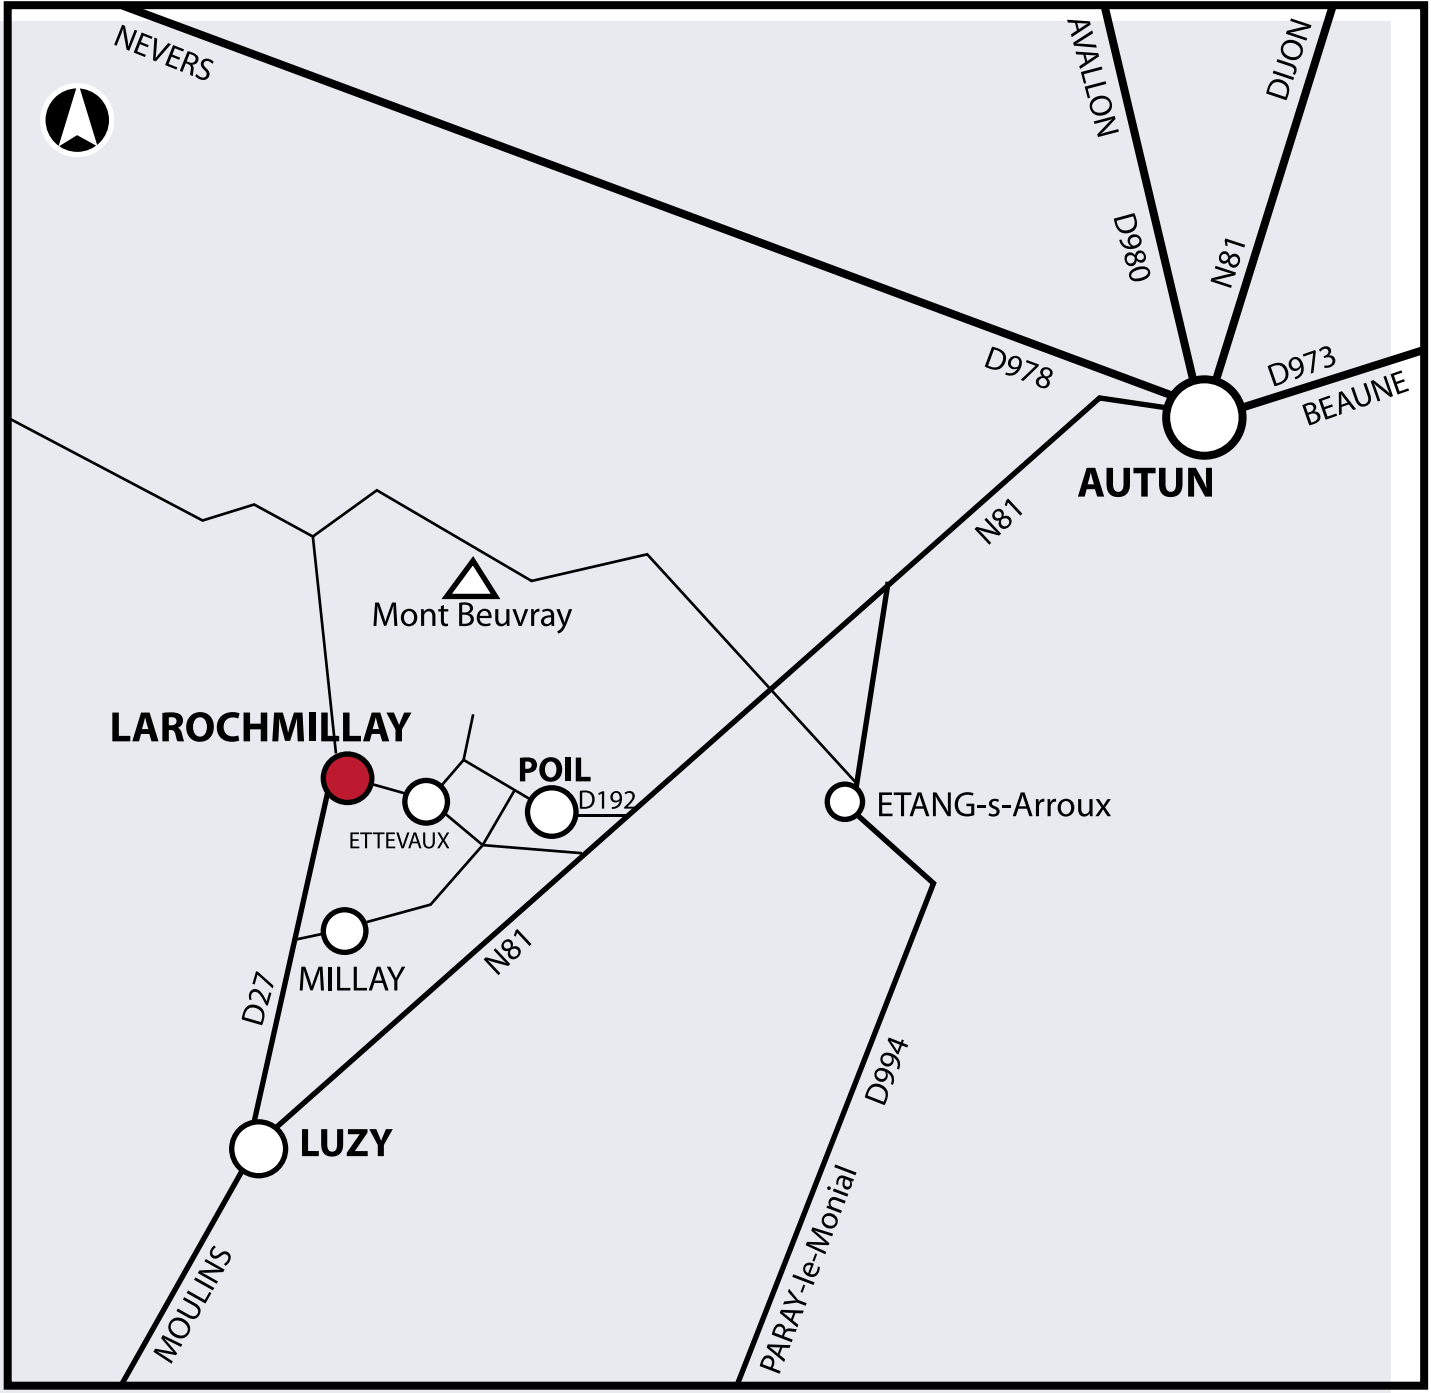 NEVERS
AVALLON
DIJON
D980
N81
D978
D973
BEAUNE
AUTUN
N81
Mont Beuvray
LAROCHMILLAY
POIL
D192
ETANG-s-Arroux
ETTEVAUX
N81
MILLAY
D27
D994
LUZY
PARAY-le-Monial
MOULINS